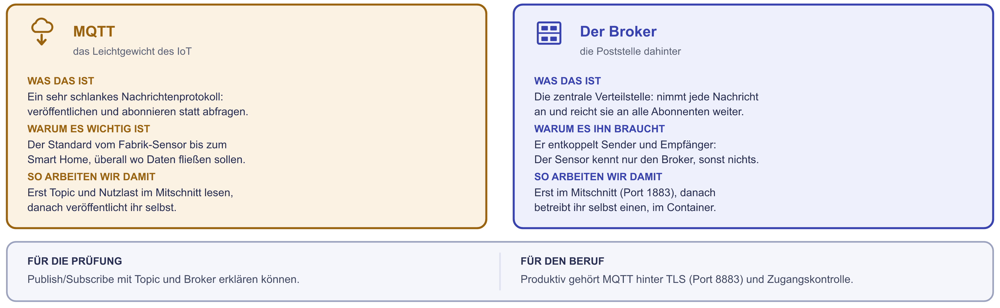 MQTT
das Leichtgewicht des IoT
WAS DAS IST
Ein sehr schlankes Nachrichtenprotokoll:
veröffentlichen und abonnieren statt abfragen.
WARUM ES WICHTIG IST
Der Standard vom Fabrik-Sensor bis zum
Smart Home, überall wo Daten fließen sollen.
SO ARBEITEN WIR DAMIT
Erst Topic und Nutzlast im Mitschnitt lesen,
danach veröffentlicht ihr selbst.
Der Broker
die Poststelle dahinter
WAS DAS IST
Die zentrale Verteilstelle: nimmt jede Nachricht
an und reicht sie an alle Abonnenten weiter.
WARUM ES IHN BRAUCHT
Er entkoppelt Sender und Empfänger:
Der Sensor kennt nur den Broker, sonst nichts.
SO ARBEITEN WIR DAMIT
Erst im Mitschnitt (Port 1883), danach
betreibt ihr selbst einen, im Container.
FÜR DIE PRÜFUNG
Publish/Subscribe mit Topic und Broker erklären können.
FÜR DEN BERUF
Produktiv gehört MQTT hinter TLS (Port 8883) und Zugangskontrolle.